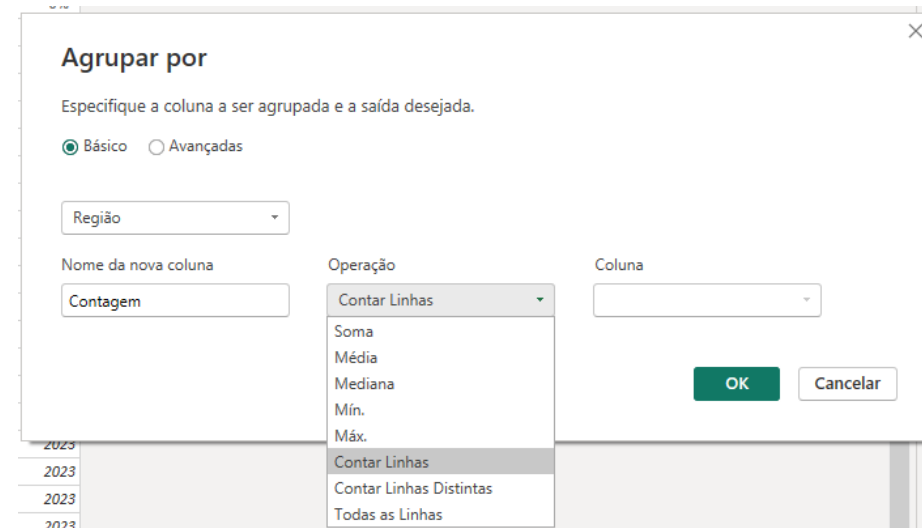 Agrupar por
Especifique a coluna a ser agrupada e a saída desejada.
Básico Avançadas
Região
Nome da nova coluna Operação Coluna
Contagem Contar Linhas
Soma
Média
Mediana
Mín.
OK Cancelar
Máx.
2023
Contar Linhas
2023
Contar Linhas Distintas
2023
Todas as Linhas
2023